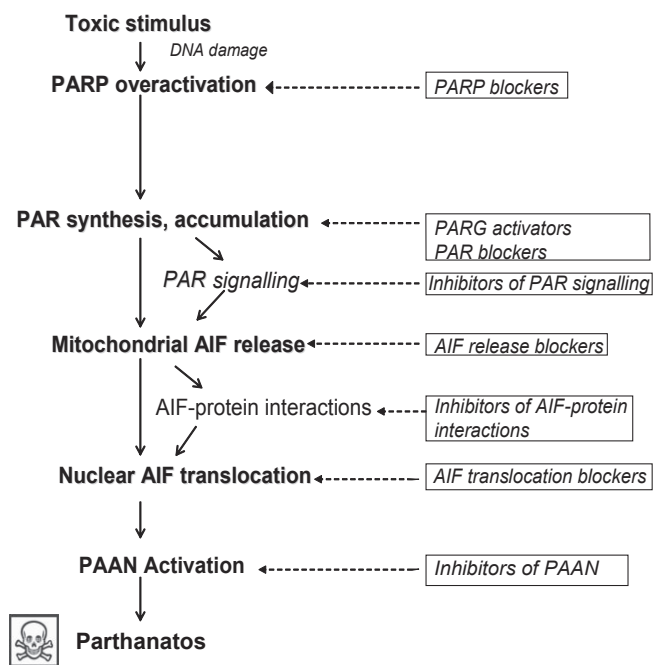 Toxic stimulus
DNA damage
PARP overactivation
PARP blockers
PAR synthesis, accumulation
PARG activators
PAR blockers
PAR signalling
Inhibitors of PAR signalling
Mitochondrial AIF release
AIF release blockers
AIF-protein interactions
Inhibitors of AIF-protein
interactions
Nuclear AIF translocation
AIF translocation blockers
PAAN Activation
Inhibitors of PAAN
Parthanatos